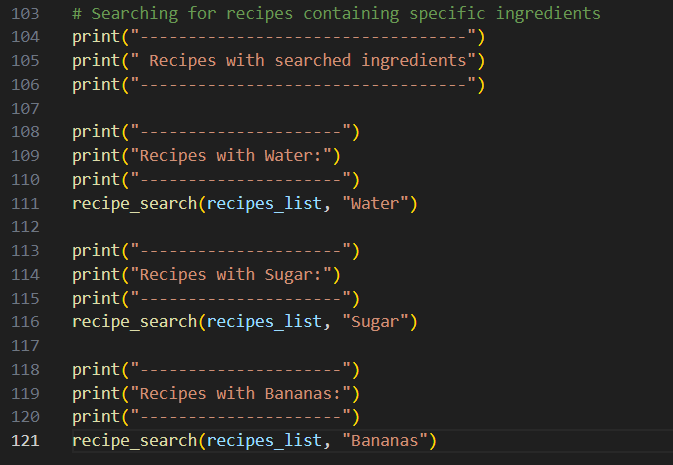 103 # Searching for recipes containing specific ingredients
104 print("----------------------------------")
105 print(" Recipes with searched ingredients")
106 print("----------------------------------")
107
108 print("---------------------")
109 print("Recipes with Water:")
110 print("---------------------")
111 recipe_search(recipes_list, "Water")
112
113 print("---------------------")
114 print("Recipes with Sugar:")
115 print("---------------------")
116 recipe_search(recipes_list, "Sugar")
117
118 print("---------------------")
119 print("Recipes with Bananas:")
120 print("---------------------")
121 recipe_search(recipes_list, "Bananas")